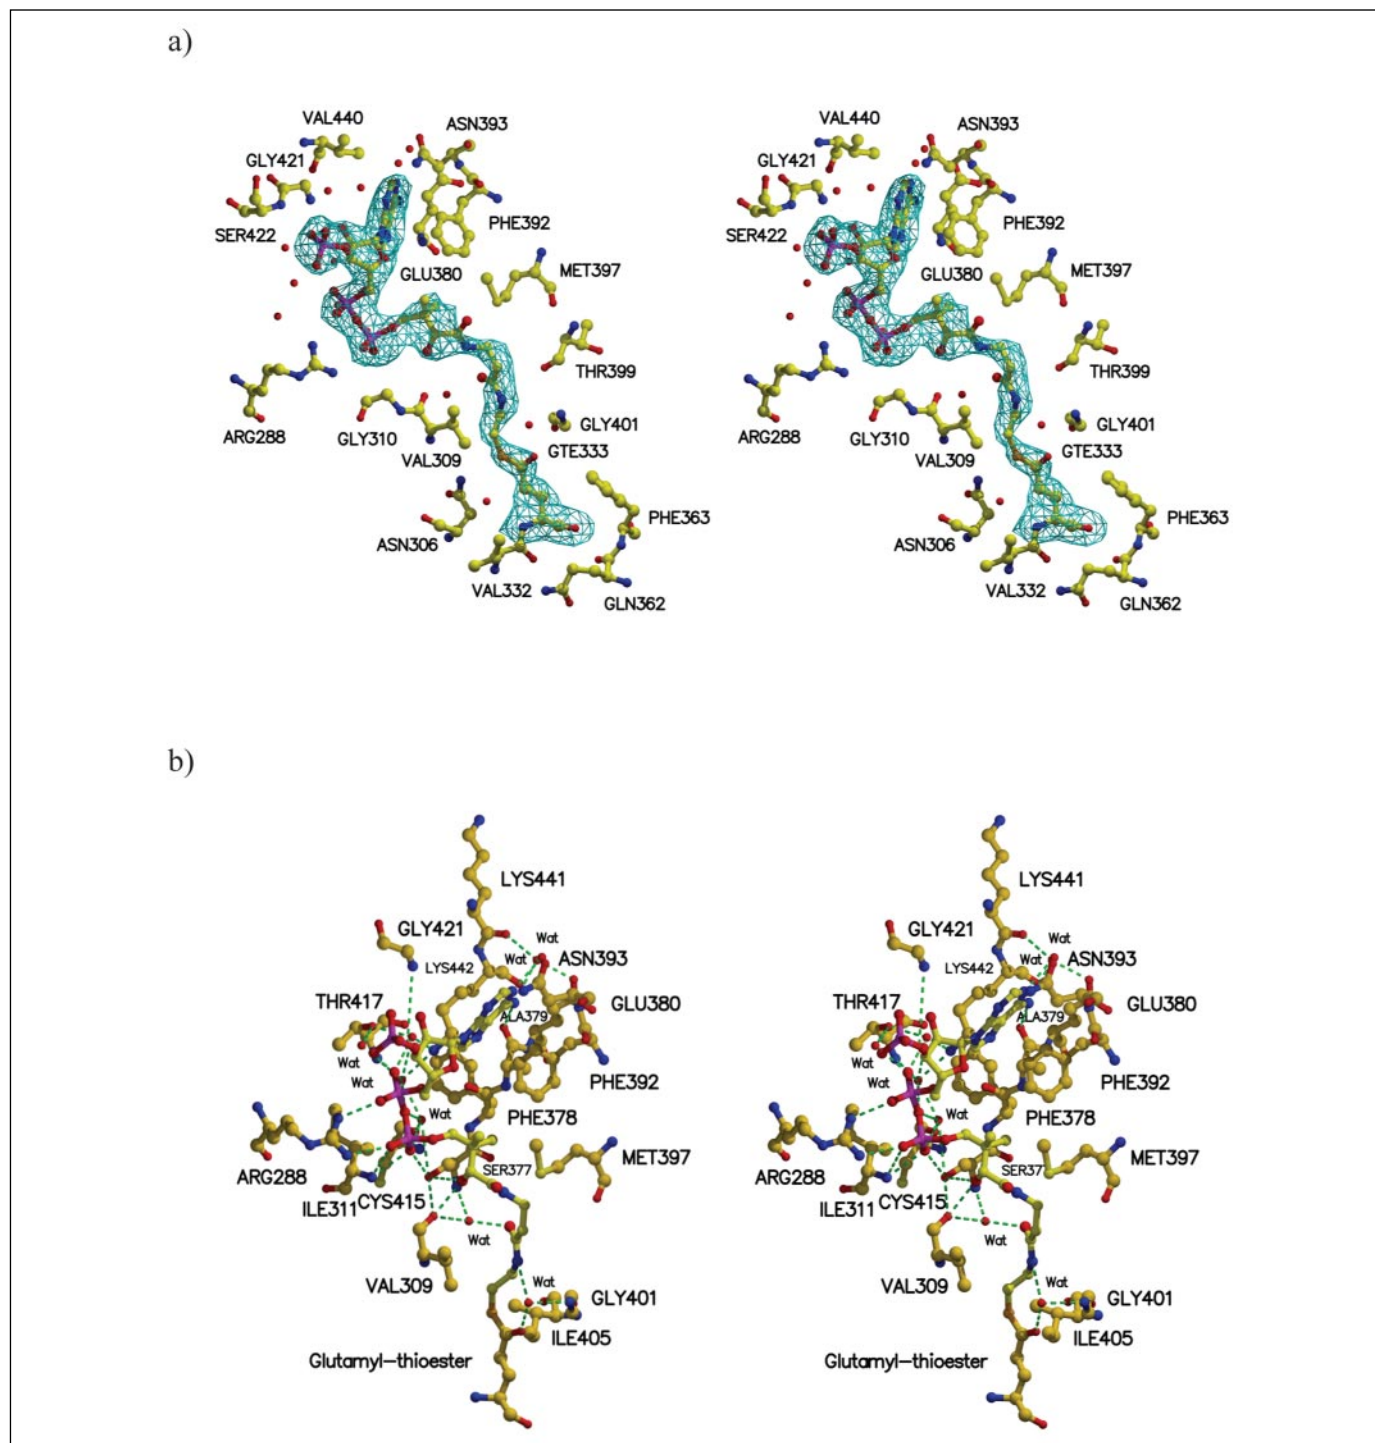 a)
VAL440 ASN393 VAL440 ASN393
GLY421 GLY421
PHE392 PHE392
SER422 SER422
GLU380 MET397 GLU380 MET397
THR399 THR399
ARG288 GLY310 GLY401 ARG288 GLY310 GLY401
VAL309 GTE333 VAL309 GTE333
PHE363 PHE363
ASN306 ASN306
VAL332 GLN362 VAL332 GLN362
b)
LYS441 LYS441
GLY421 Wat GLY421 Wat
LYS442 Wat ASN393 LYS442 Wat ASN393
THR417 GLU380 THR417 GLU380
ALA379 ALA379
Wat Wat
Wat PHE392 Wat PHE392
Wat PHE378 Wat PHE378
ARG288 SER377 MET397 ARG288 SER377 MET397
ILE311 CYS415 ILE311 CYS415
Wat Wat
VAL309 Wat VAL309 Wat
GLY401 GLY401
ILE405 ILE405
Glutamyl-thioester Glutamyl-thioester